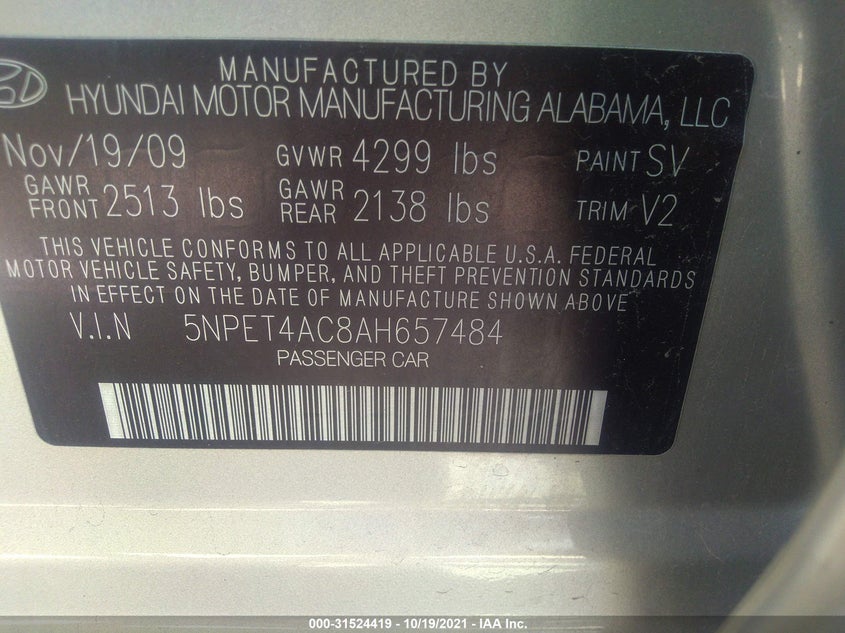 MANUFACTURED BY
HYUNDAI MOTOR MANUFACTURING ALABAMA, LLC
Nov/19/09 GVWR 4299 lbs PAINT SV
GAWR FRONT 2513 lbs GAWR REAR 2138 lbs TRIM V2
THIS VEHICLE CONFORMS TO ALL APPLICABLE U.S.A. FEDERAL
MOTOR VEHICLE SAFETY, BUMPER, AND THEFT PREVENTION STANDARDS
IN EFFECT ON THE DATE OF MANUFACTURE SHOWN ABOVE
V.I.N 5NPET4AC8AH657484
PASSENGER CAR
000-31524419 - 10/19/2021 - IAA Inc.